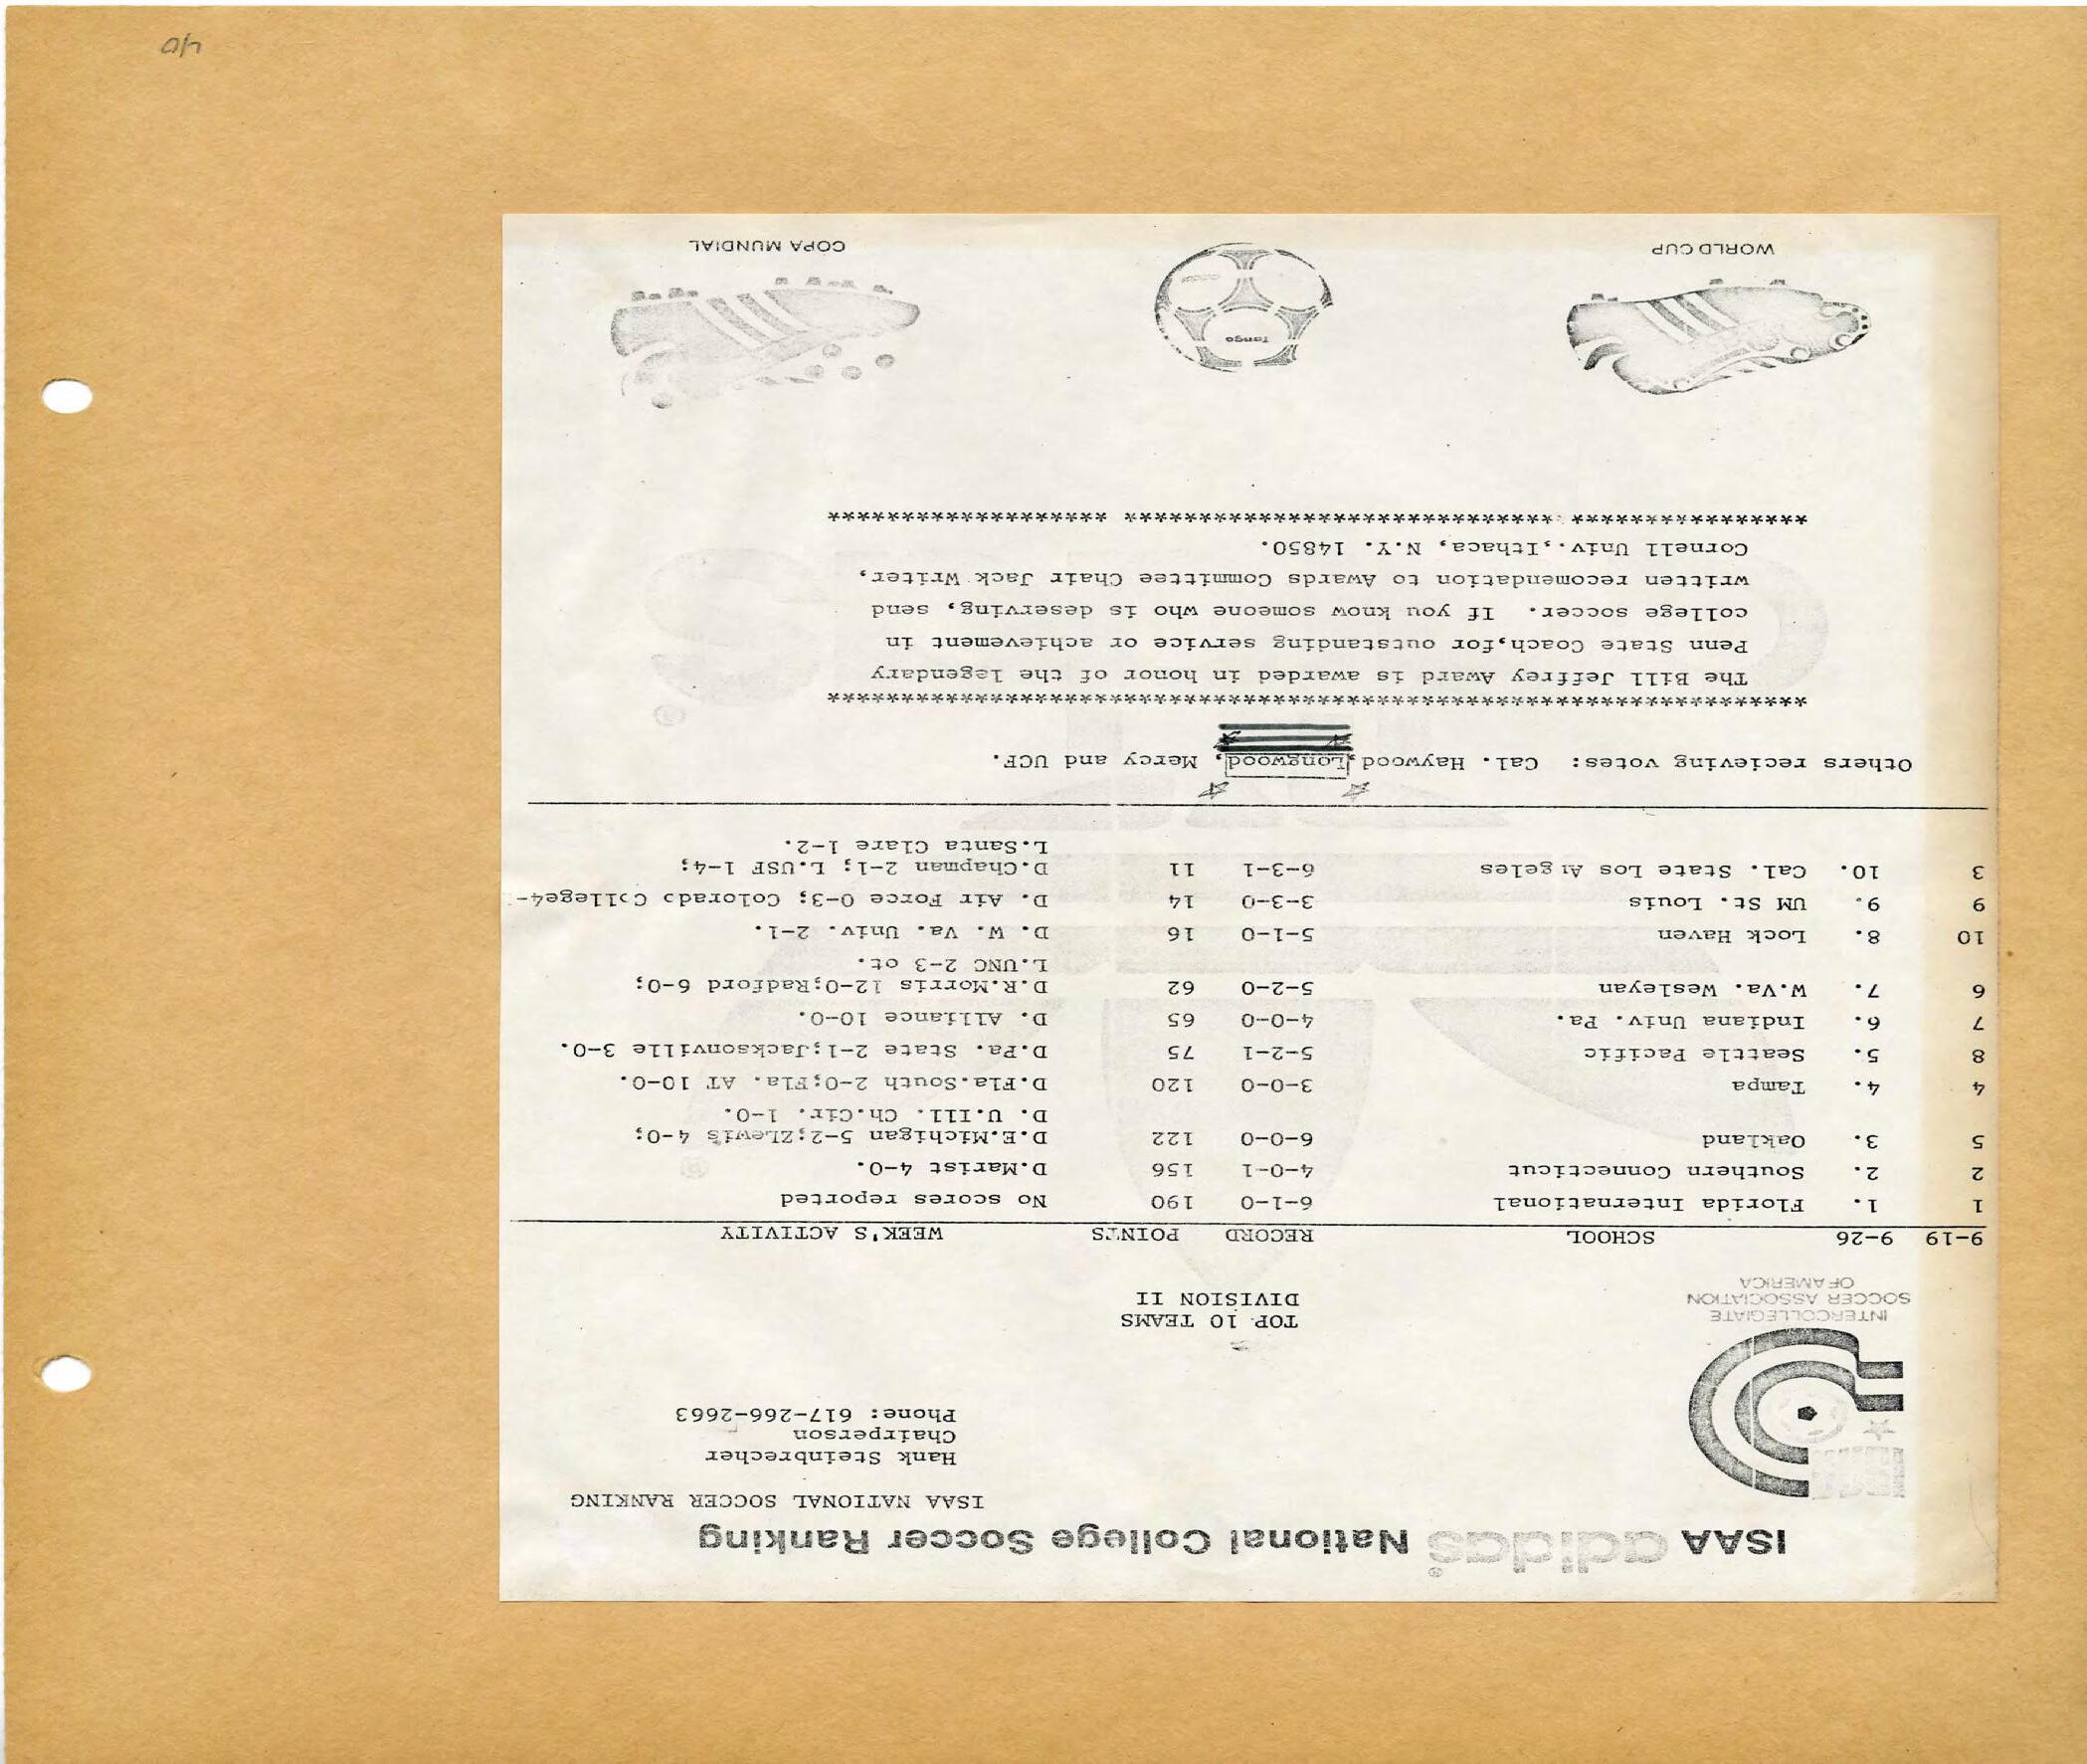 ISAA adidas® National College Soccer Ranking
ISAA NATIONAL SOCCER RANKING
Hank Steinbrecher
Chairperson
Phone: 617-266-2663
INTERCOLLEGIATE
SOCCER ASSOCIATION
OF AMERICA
TOP 10 TEAMS
DIVISION II
9-19 9-26 SCHOOL RECORD POINTS WEEK'S ACTIVITY
1 1. Florida International 6-1-0 190 No scores reported
2 2. Southern Connecticut 4-0-1 156 D.Marist 4-0.
5 3. Oakland 6-0-0 122 D.E.Michigan 5-2;ZLewis 4-0;
D. U.Ill. Ch.Cir. 1-0.
4 4. Tampa 3-0-0 120 D.Fla.South 2-0;Fla. AT 10-0.
8 5. Seattle Pacific 5-2-1 75 D.Pa. State 2-1;Jacksonville 3-0.
7 6. Indiana Univ. Pa. 4-0-0 65 D. Alliance 10-0.
6 7. W.Va. Wesleyan 5-2-0 62 D.R.Morris 12-0;Radford 6-0;
L.UNC 2-3 ot.
10 8. Lock Haven 5-1-0 16 D. W. Va. Univ. 2-1.
9 9. UM St. Louis 3-3-0 14 D. Air Force 0-3; Colorado College4-
3 10. Cal. State Los Angeles 6-3-1 11 D.Chapman 2-1; L.USF 1-4;
L.Santa Clare 1-2.
Others recieving votes: Cal. Haywood,Longwood, Mercy and UCF.
*******************************************************************
The Bill Jeffrey Award is awarded in honor of the legendary
Penn State Coach,for outstanding service or achievement in
college soccer. If you know someone who is deserving, send
written recomendation to Awards Committee Chair Jack Writer,
Cornell Univ.,Ithaca, N.Y. 14850.
**************** ***************************** *******************
WORLD CUP
Tango
COPA MUNDIAL